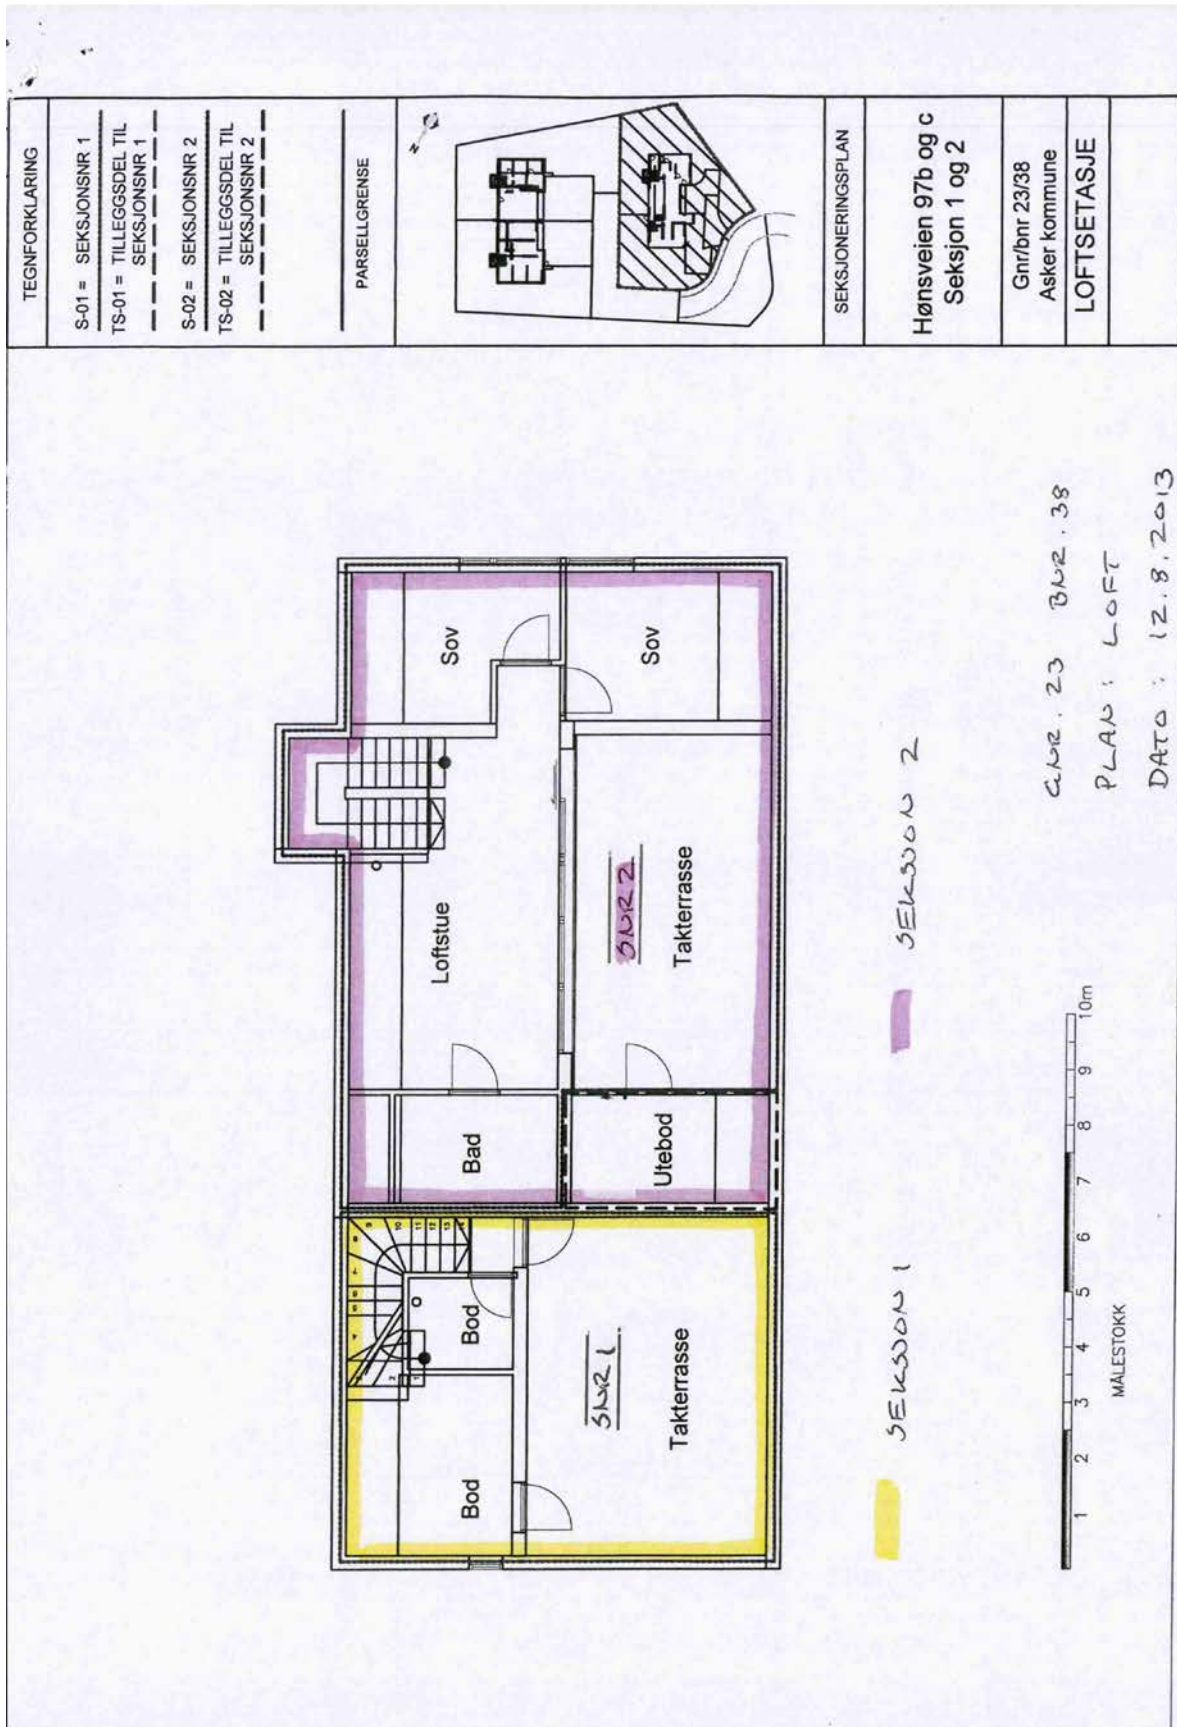 TEGNFORKLARING
S-01 = SEKSJONSNR 1
TS-01 = TILLEGGSDEL TIL
SEKSJONSNR 1
S-02 = SEKSJONSNR 2
TS-02 = TILLEGGSDEL TIL
SEKSJONSNR 2
PARSELLGRENSE
N
SEKSJONERINGSPLAN
Hønsveien 97b og c
Seksjon 1 og 2
Gnr/bnr 23/38
Asker kommune
LOFTSETASJE
Bod
Bod
SNR 1
Takterrasse
Bad
Utebod
Loftstue
SNR 2
Takterrasse
Sov
Sov
SEKSJON 1
SEKSJON 2
1 2 3 4 5 6 7 8 9 10m
MÅLESTOKK
GNR. 23 BNR. 38
PLAN : LOFT
DATO : 12.8.2013